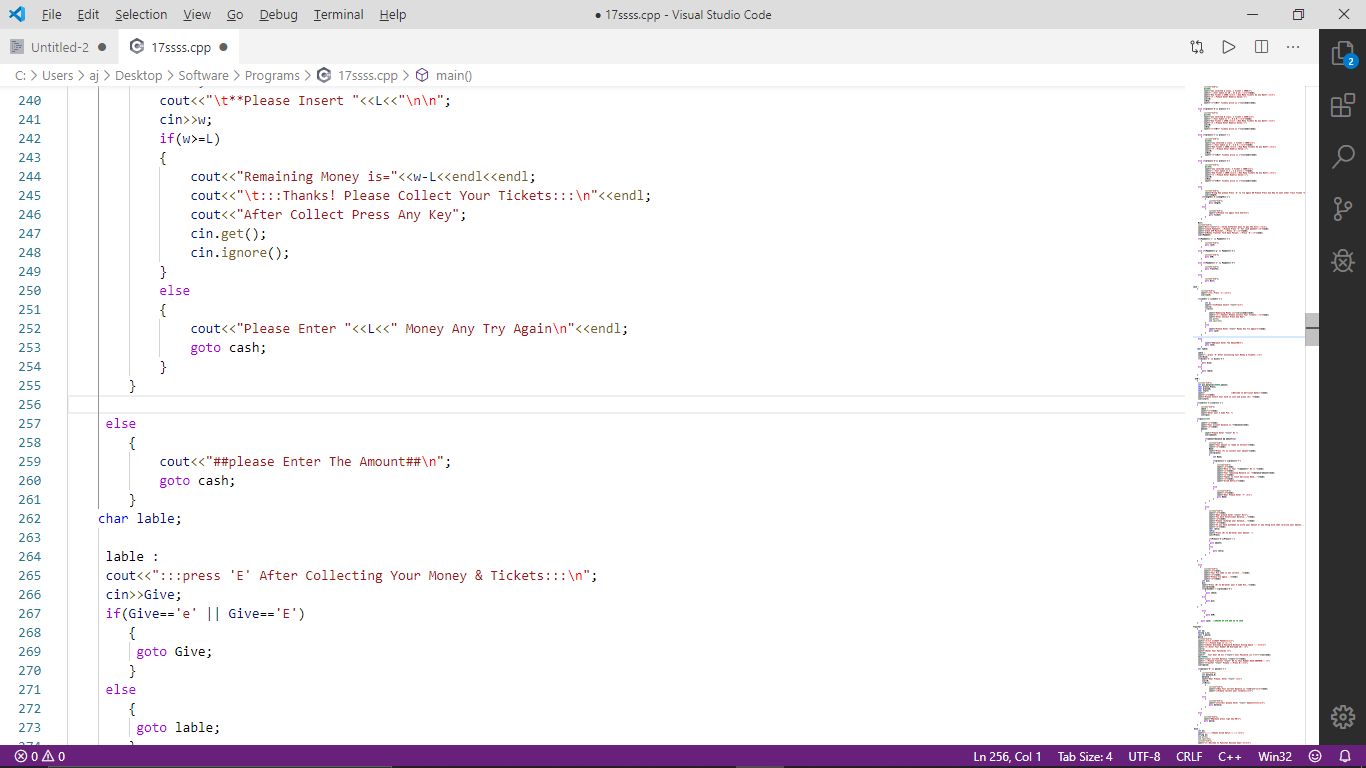 File Edit Selection View Go Debug Terminal Help ● 17ssss.cpp - Visual Studio Code
Untitled-2 ● 17ssss.cpp ●
C: > Users > aj > Desktop > Software > Programs > 17ssss.cpp > main()
2
240 cout<<"\t**Please Insert "<<L<<"\n\n";
241 cin>>w;
242 if(w>=L)
243 {
244 cout<<"Remaining Money is="<<w-L<<endl<<endl;
245 cout<<"\t:::Thanks! Please Collect Your Tickets:::\n"<<endl;
246 cout<<"After Collect Press Any Key";
247 cin.get();
248 cin.ignore();
249 }
250 else
251 {
252 cout<<"Please Enter "<<L<<" Money Any Try Again\n"<<endl;
253 goto cash;
254 }
255 }
256
257 else
258 {
259 cout<<"##please Enter The Amount##\n";
260 goto cash;
261 }
262 char lable;
263
264 lable :
265 cout<<":::press 'E' After Collecting Your Money & Tickets:::\n";
266 cin>>Give;
267 if(Give=='e' || Give=='E')
268 {
269 goto Give;
270 }
271 else
272 {
273 goto lable;
274 }
0 0 Ln 256, Col 1 Tab Size: 4 UTF-8 CRLF C++ Win32